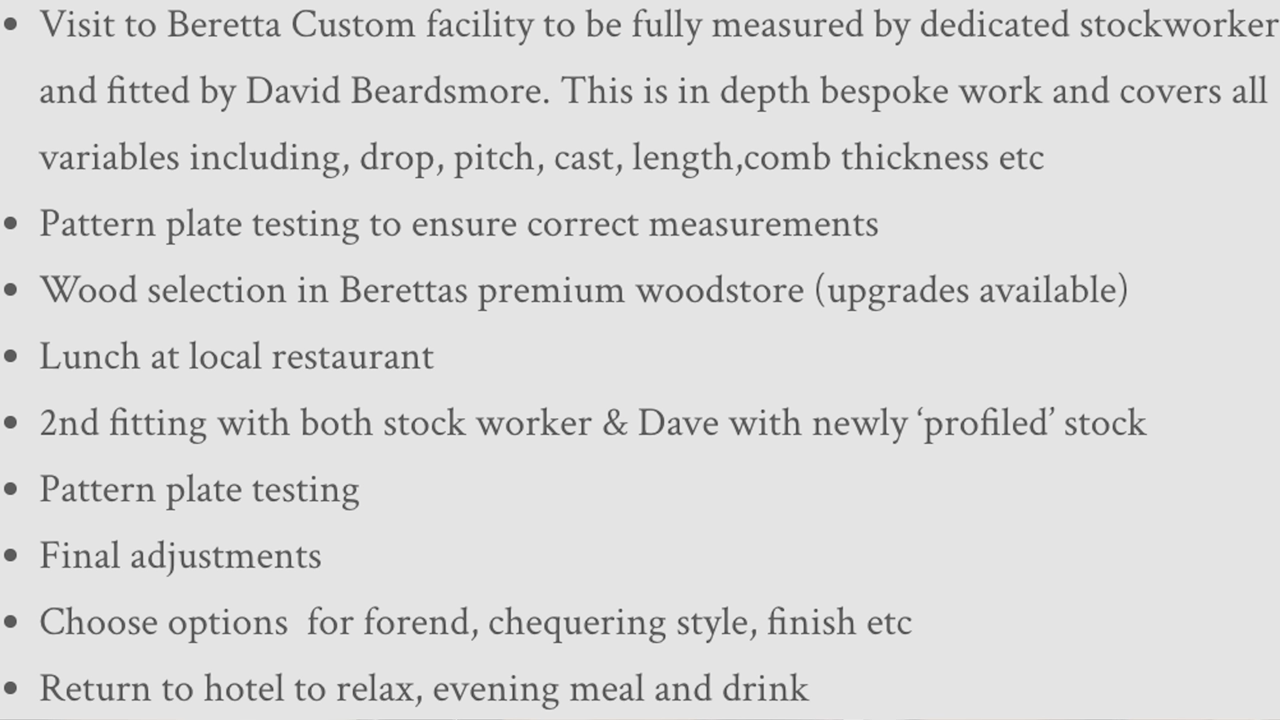 • Visit to Beretta Custom facility to be fully measured by dedicated stockworker
and fitted by David Beardsmore. This is in depth bespoke work and covers all
variables including, drop, pitch, cast, length,comb thickness etc
• Pattern plate testing to ensure correct measurements
• Wood selection in Berettas premium woodstore (upgrades available)
• Lunch at local restaurant
• 2nd fitting with both stock worker & Dave with newly ‘profiled’ stock
• Pattern plate testing
• Final adjustments
• Choose options  for forend, chequering style, finish etc
• Return to hotel to relax, evening meal and drink